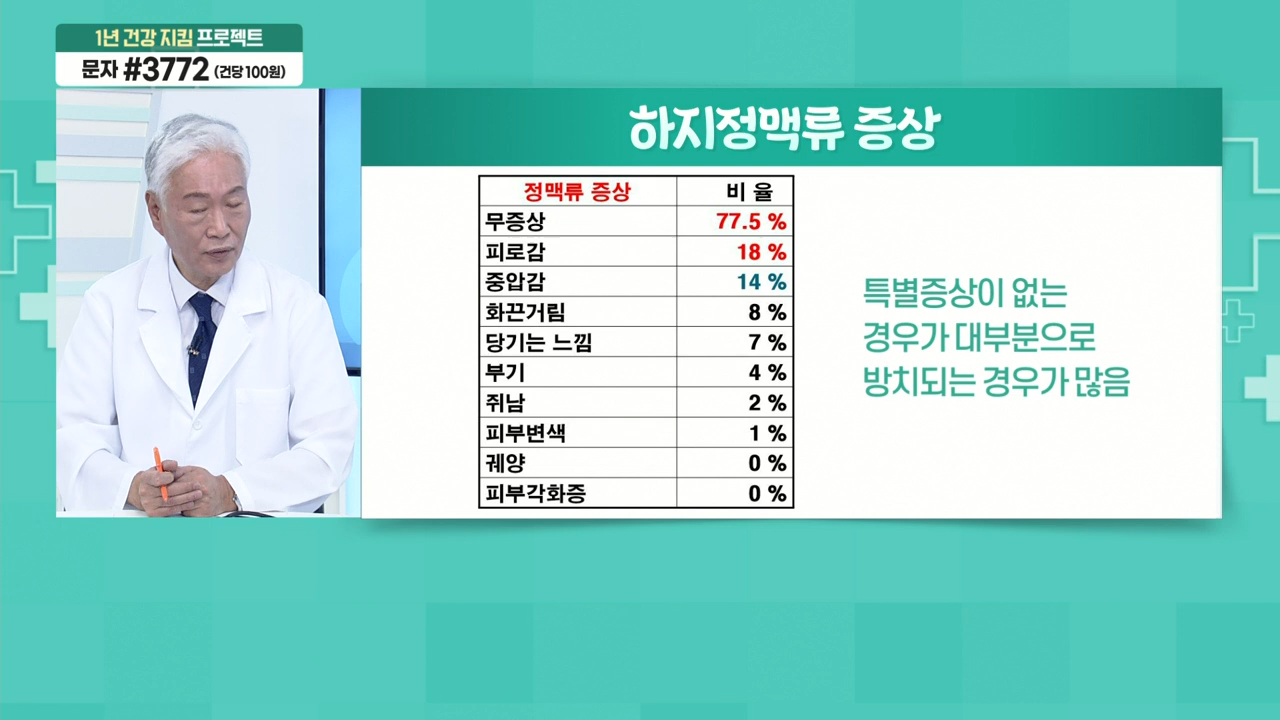 1년 건강 지킴 프로젝트
문자 #3772 (건당 100원)
하지정맥류 증상
정맥류 증상 비 율
무증상 77.5 %
피로감 18 %
중압감 14 %
화끈거림 8 %
당기는 느낌 7 %
부기 4 %
쥐남 2 %
피부변색 1 %
궤양 0 %
피부각화증 0 %
특별증상이 없는
경우가 대부분으로
방치되는 경우가 많음